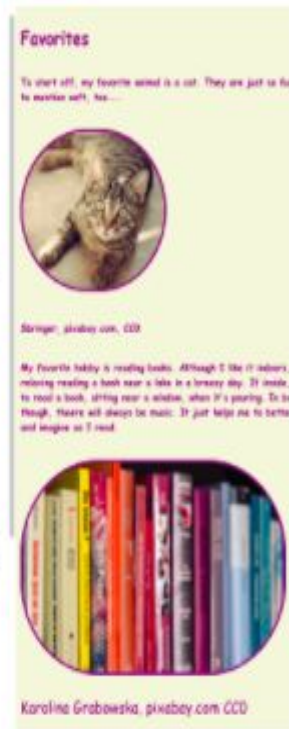 Favorites
To start off, my favorite animal is a cat. They are just so fu
to mention soft, too...
pixabay.com, CC0
My favorite hobby is reading books. Although I like it indoors,
relaxing reading a book near a lake in a breezy day. It inside,
to read a book, sitting near a window, when it's pouring. To be
though, there will always be music. It just helps me to bette
and imagine as I read.
Karolina Grabowska, pixabay.com CC0